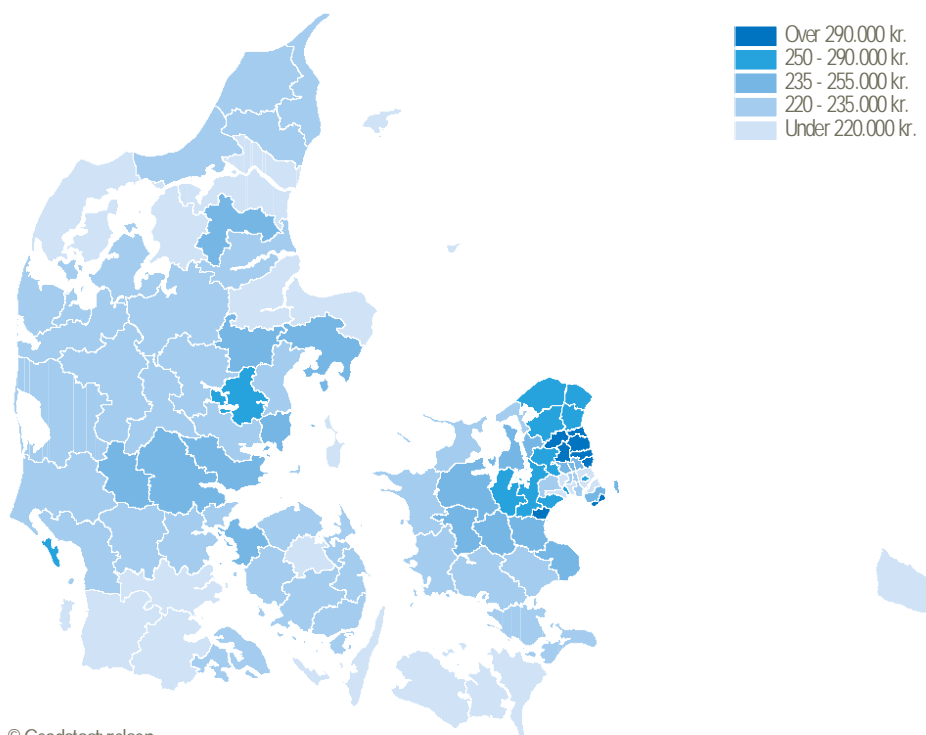 Over 290.000 kr.
250 - 290.000 kr.
235 - 255.000 kr.
220 - 235.000 kr.
Under 220.000 kr.
©